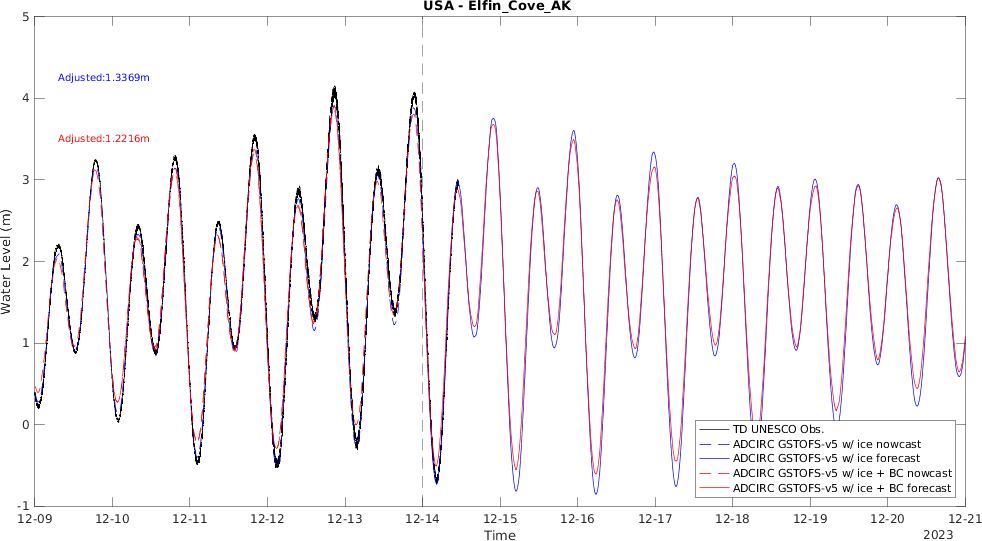 USA - Elfin_Cove_AK
5
4
3
2
1
0
-1
Water Level (m)
Adjusted:1.3369m
Adjusted:1.2216m
TD UNESCO Obs.
ADCIRC GSTOFS-v5 w/ ice nowcast
ADCIRC GSTOFS-v5 w/ ice forecast
ADCIRC GSTOFS-v5 w/ ice + BC nowcast
ADCIRC GSTOFS-v5 w/ ice + BC forecast
12-09 12-10 12-11 12-12 12-13 12-14 12-15 12-16 12-17 12-18 12-19 12-20 12-21
Time
2023